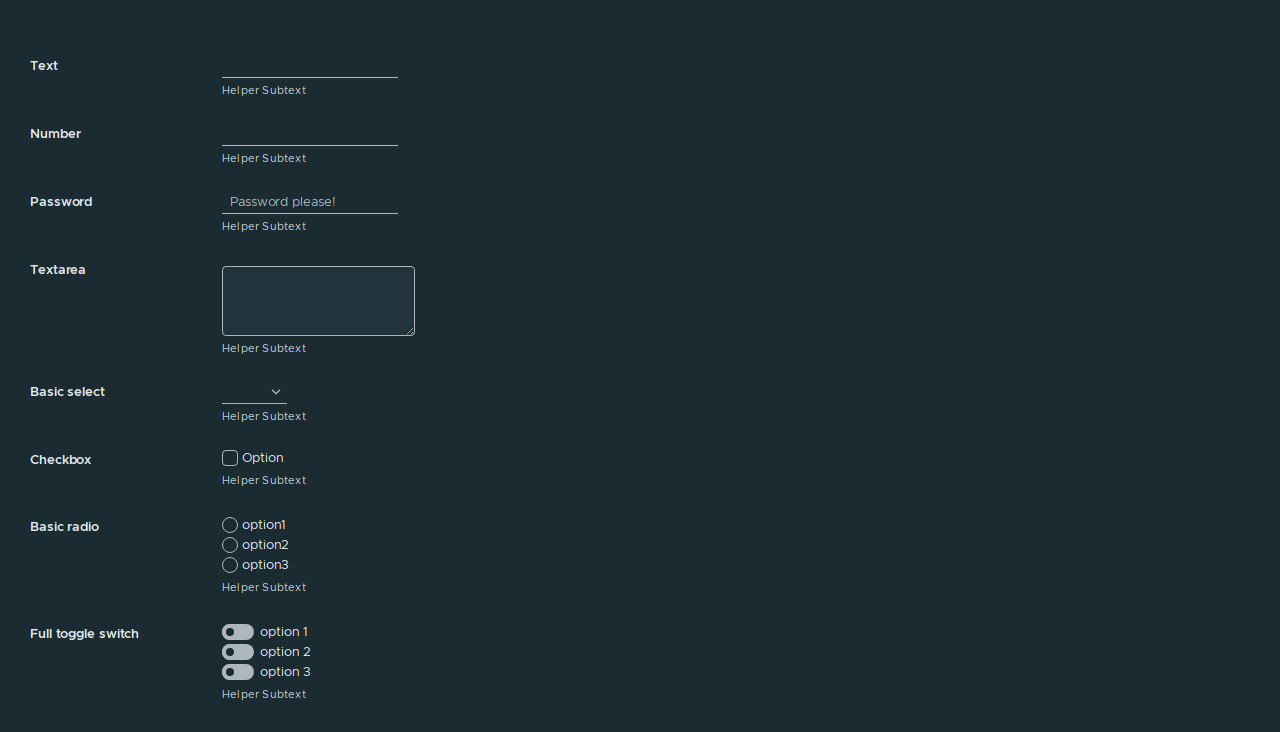 Text
Helper Subtext
Number
Helper Subtext
Password
Password please!
Helper Subtext
Textarea
Helper Subtext
Basic select
Helper Subtext
Checkbox
Option
Helper Subtext
Basic radio
option1
option2
option3
Helper Subtext
Full toggle switch
option 1
option 2
option 3
Helper Subtext